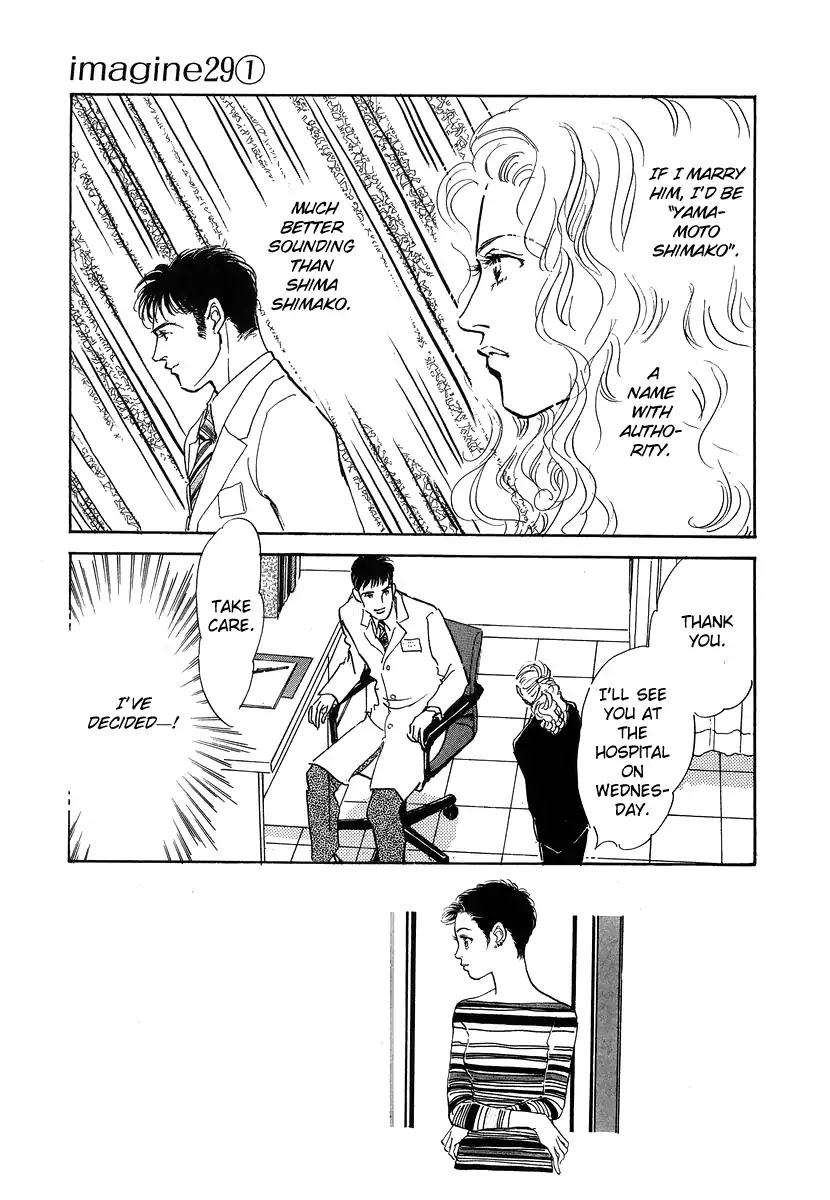 imagine29①
IF I MARRY
HIM, I'D BE
"YAMA-
MOTO
SHIMAKO".
A
NAME
WITH
AUTHO-
RITY.
MUCH
BETTER
SOUNDING
THAN
SHIMA
SHIMAKO.
THANK
YOU.
I'LL SEE
YOU AT
THE
HOSPITAL
ON
WEDNES-
DAY.
TAKE
CARE.
I'VE
DECIDED—!